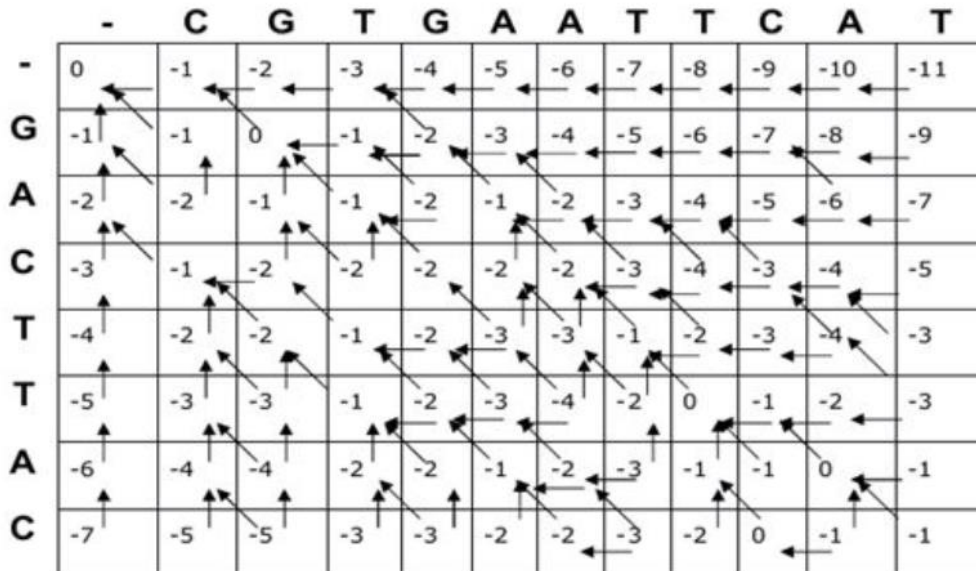 - C G T G A A T T C A T
- 0 -1 -2 -3 -4 -5 -6 -7 -8 -9 -10 -11
G -1 -1 0 -1 -2 -3 -4 -5 -6 -7 -8 -9
A -2 -2 -1 -1 -2 -1 -2 -3 -4 -5 -6 -7
C -3 -1 -2 -2 -2 -2 -2 -3 -4 -3 -4 -5
T -4 -2 -2 -1 -2 -3 -3 -1 -2 -3 -4 -3
T -5 -3 -3 -1 -2 -3 -4 -2 0 -1 -2 -3
A -6 -4 -4 -2 -2 -1 -2 -3 -1 -1 0 -1
C -7 -5 -5 -3 -3 -2 -2 -3 -2 0 -1 -1